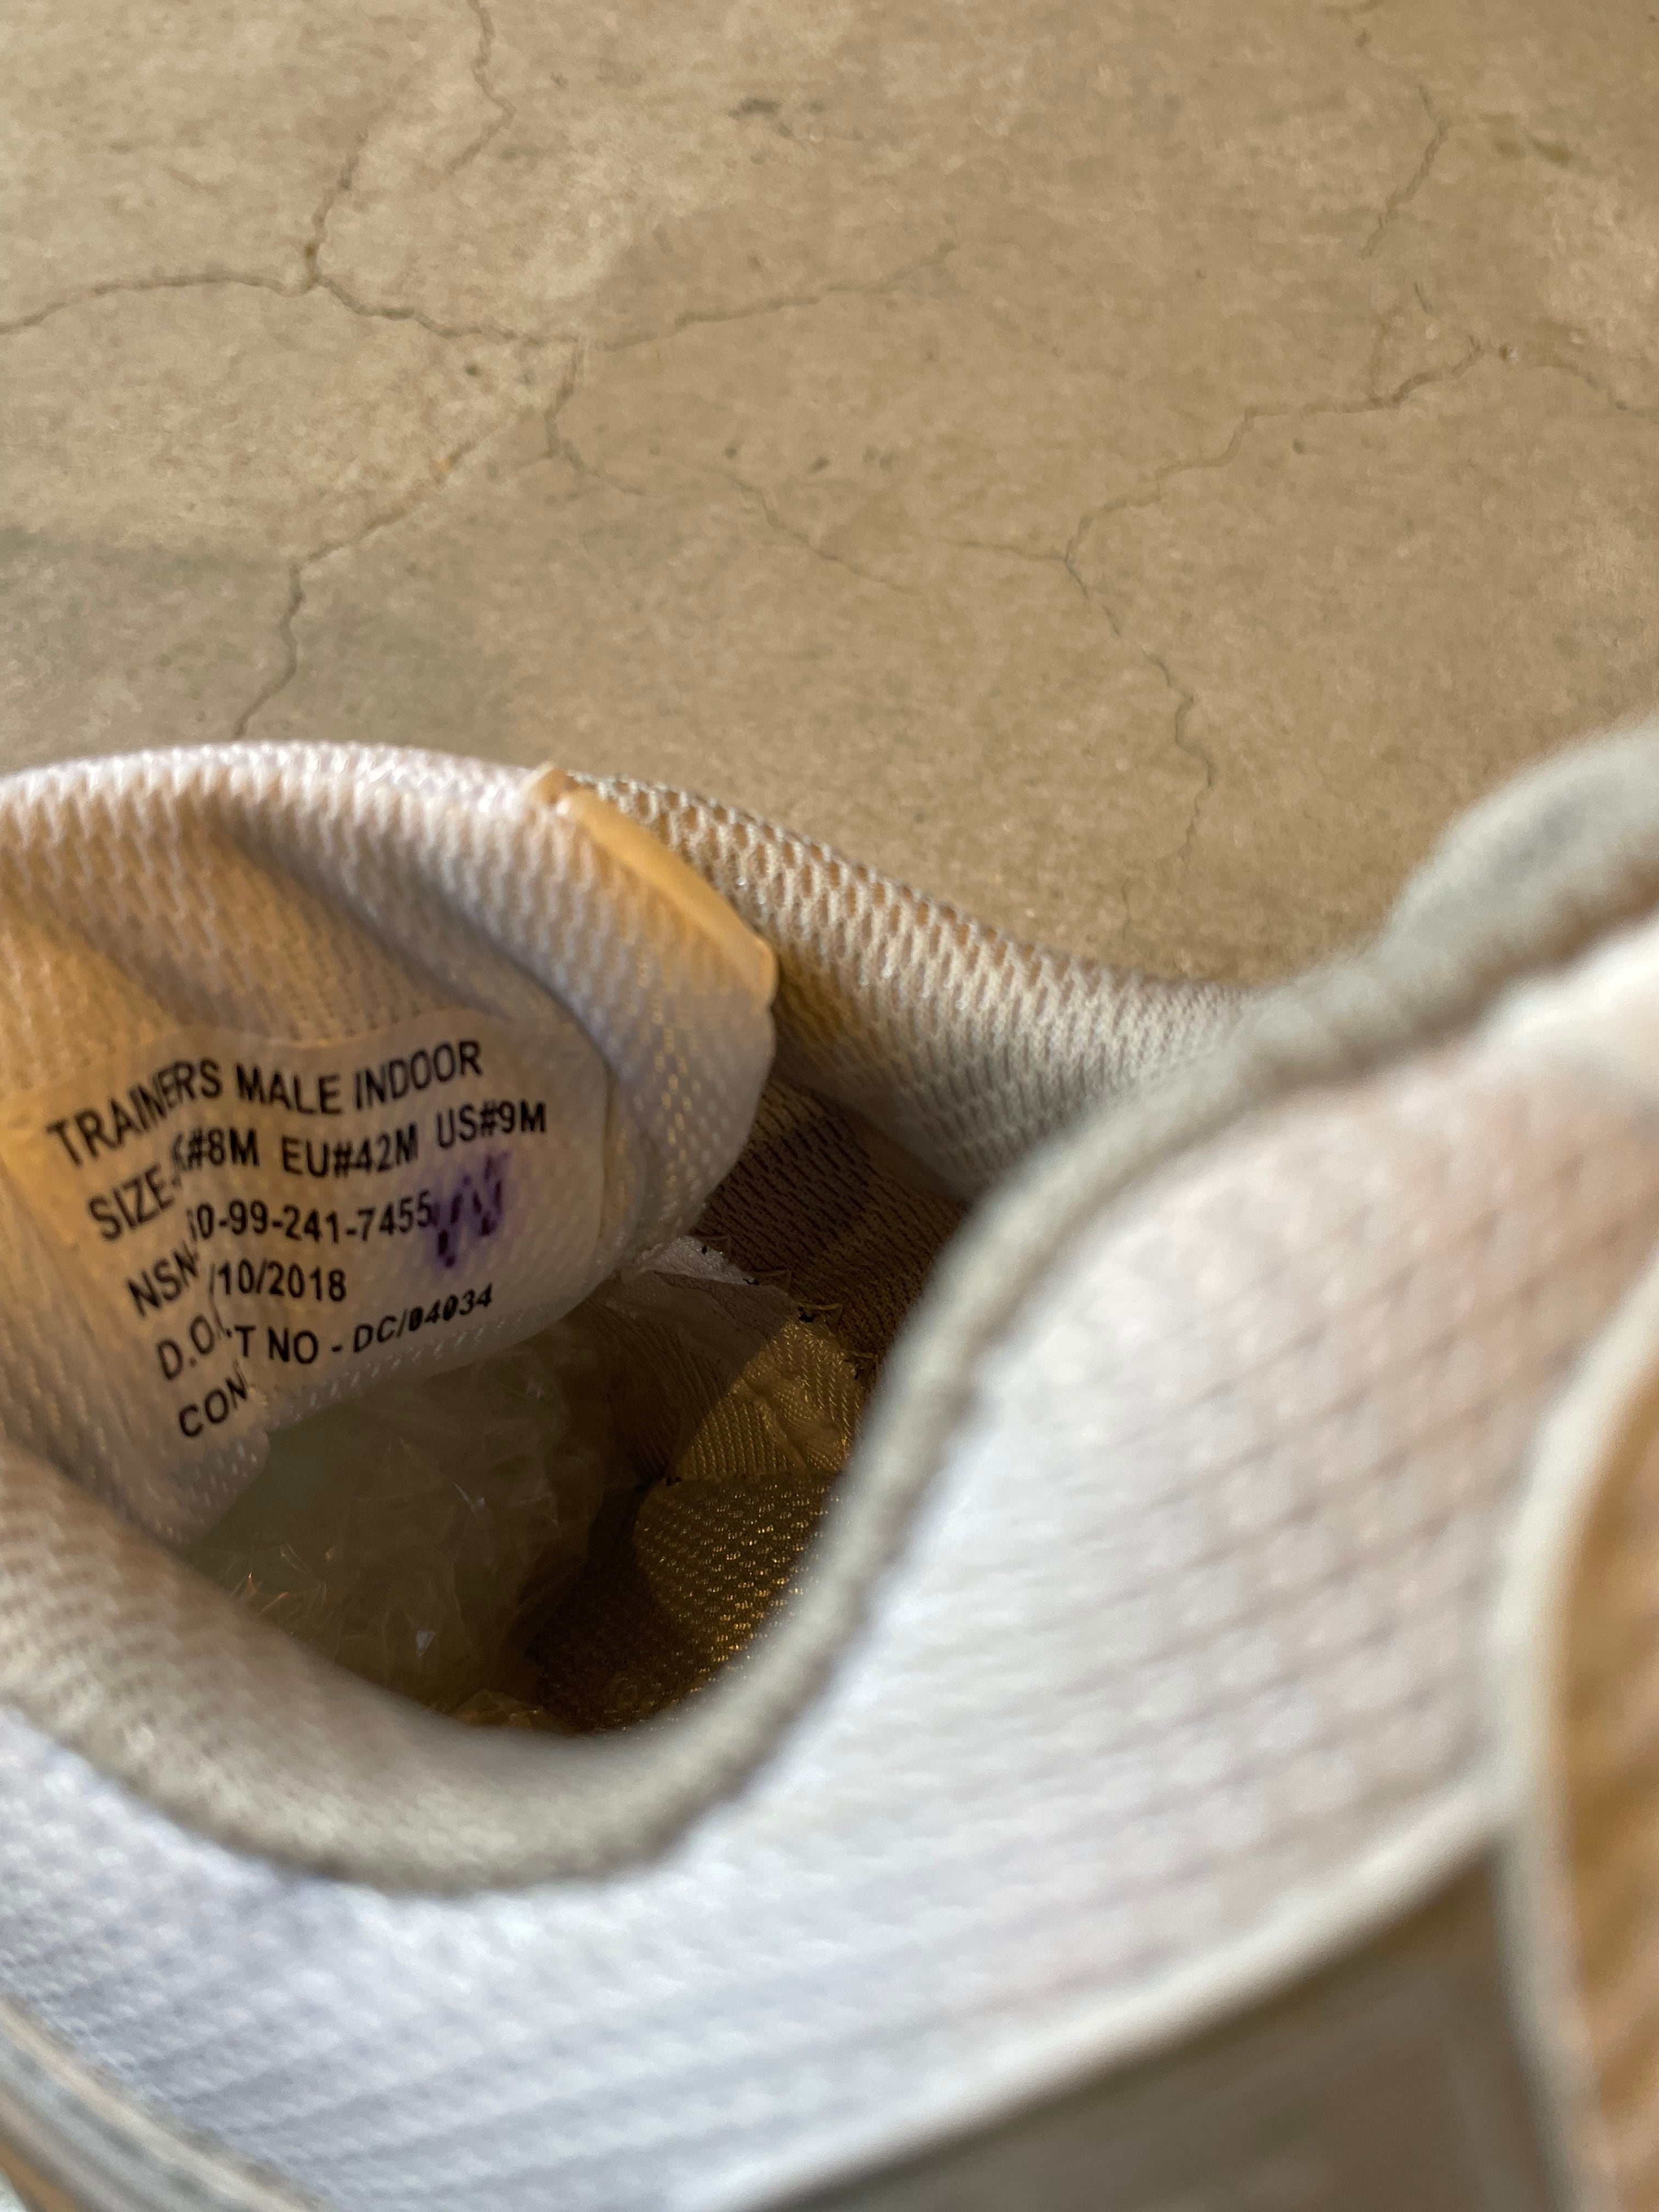 TRAINERS MALE INDOOR
SIZE- K#8M EU#42M US#9M
NSN 0-99-241-7455
D.O /10/2018
CON T NO - DC/04034